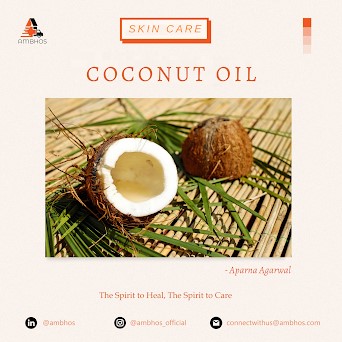 SKIN CARE
AMBHOS
COCONUT OIL
- Aparna Agarwal
The Spirit to Heal, The Spirit to Care
@ambhos
@ambhos_official
connectwithus@ambhos.com